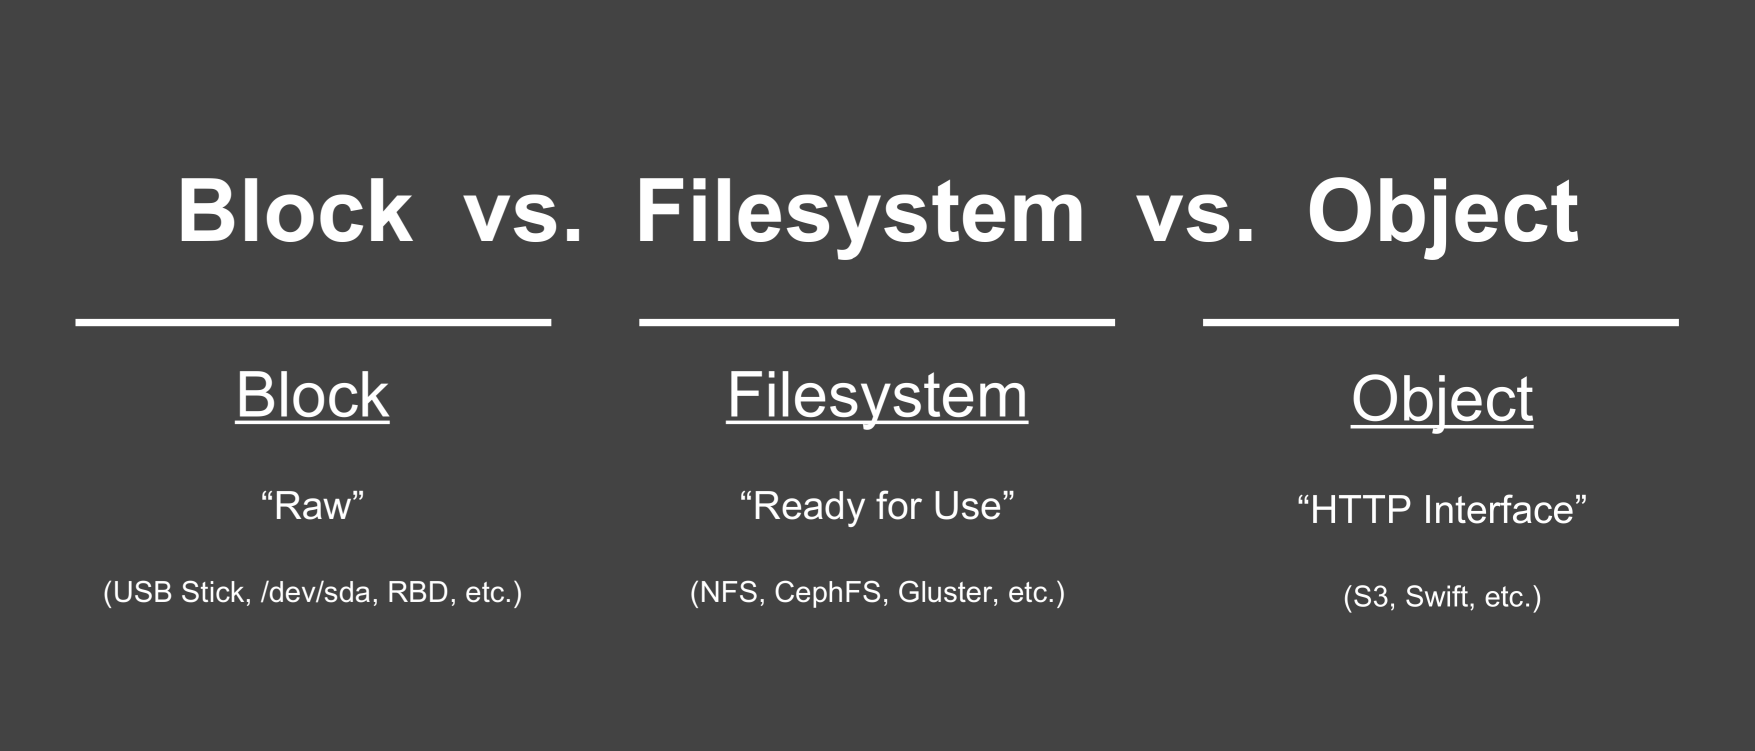 Block vs. Filesystem vs. Object
Block
“Raw”
(USB Stick, /dev/sda, RBD, etc.)
Filesystem
“Ready for Use”
(NFS, CephFS, Gluster, etc.)
Object
“HTTP Interface”
(S3, Swift, etc.)